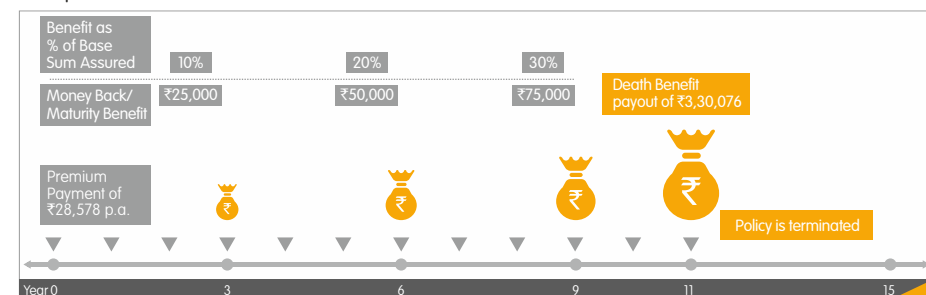 Benefit as
% of Base
Sum Assured
10%
20%
30%
Money Back/
Maturity Benefit
₹25,000
₹50,000
₹75,000
Death Benefit
payout of ₹3,30,076
Premium
Payment of
₹28,578 p.a.
₹
₹
₹
₹
Policy is terminated
Year 0
3
6
9
11
15